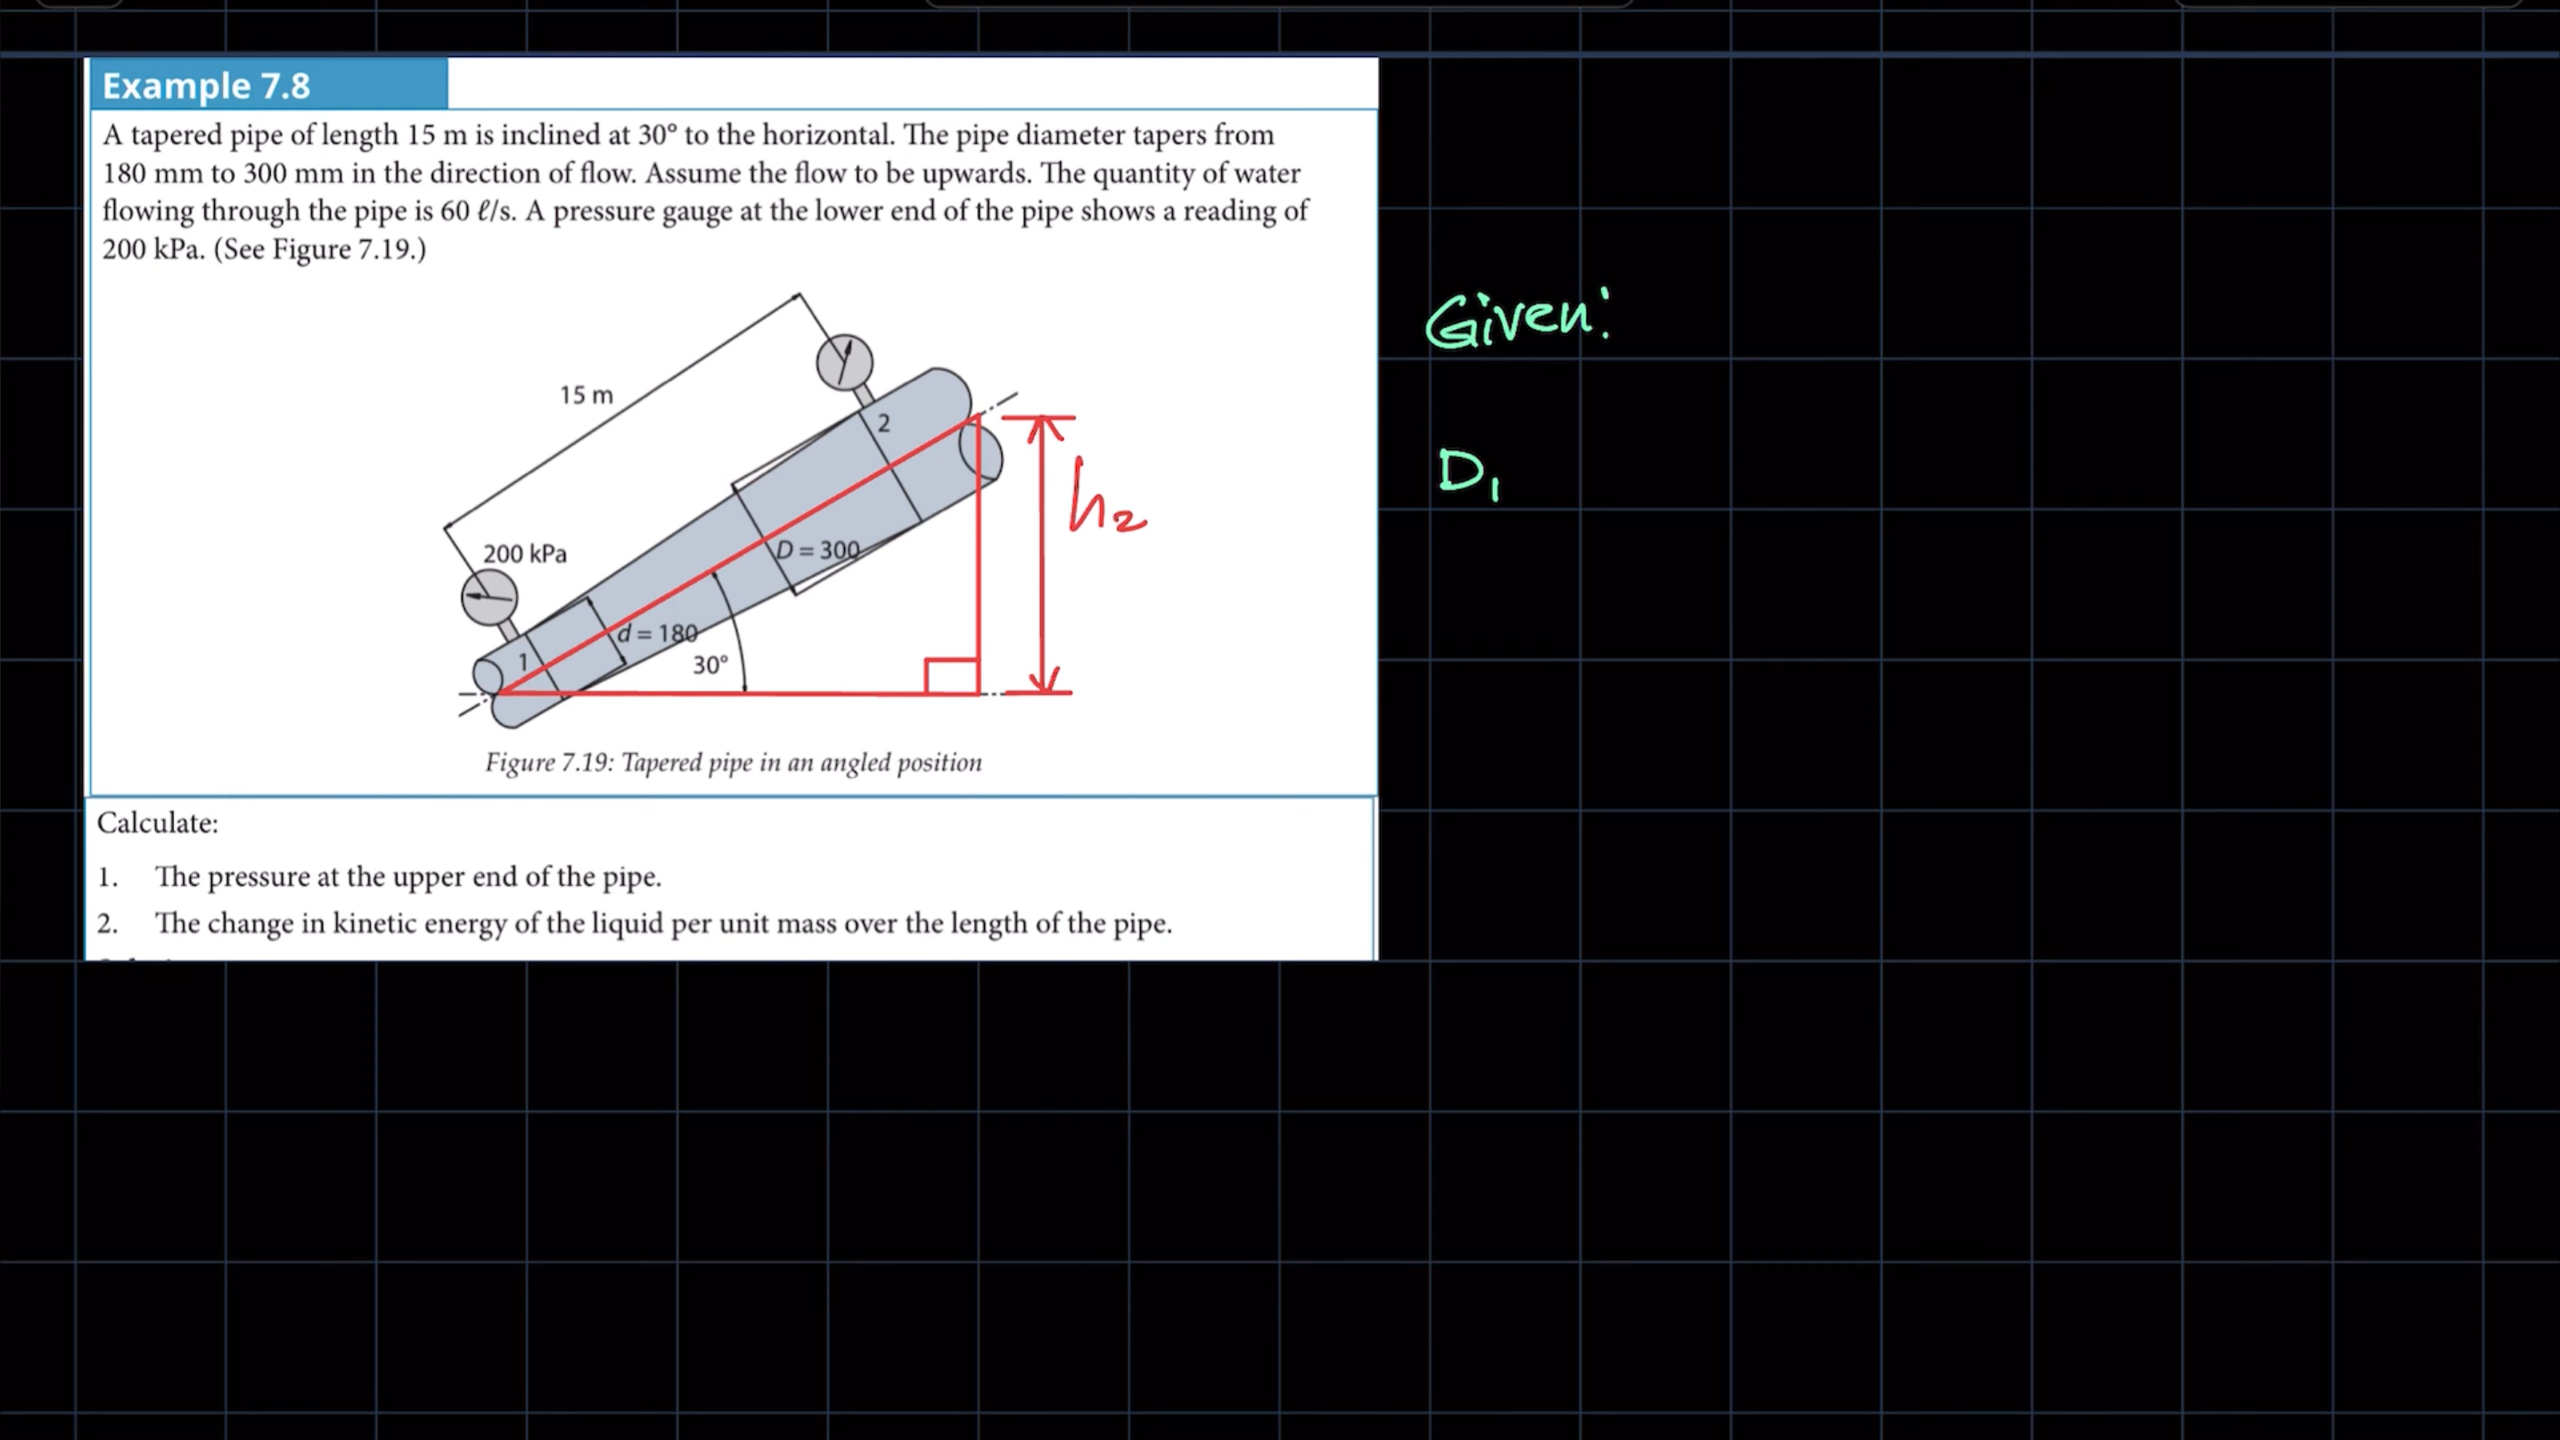 Example 7.8
A tapered pipe of length 15 m is inclined at 30° to the horizontal. The pipe diameter tapers from
180 mm to 300 mm in the direction of flow. Assume the flow to be upwards. The quantity of water
flowing through the pipe is 60 ℓ/s. A pressure gauge at the lower end of the pipe shows a reading of
200 kPa. (See Figure 7.19.)
15 m
2
200 kPa
D = 300
d = 180
1
30°
h₂
Figure 7.19: Tapered pipe in an angled position
Calculate:
1. The pressure at the upper end of the pipe.
2. The change in kinetic energy of the liquid per unit mass over the length of the pipe.
Given:
D₁